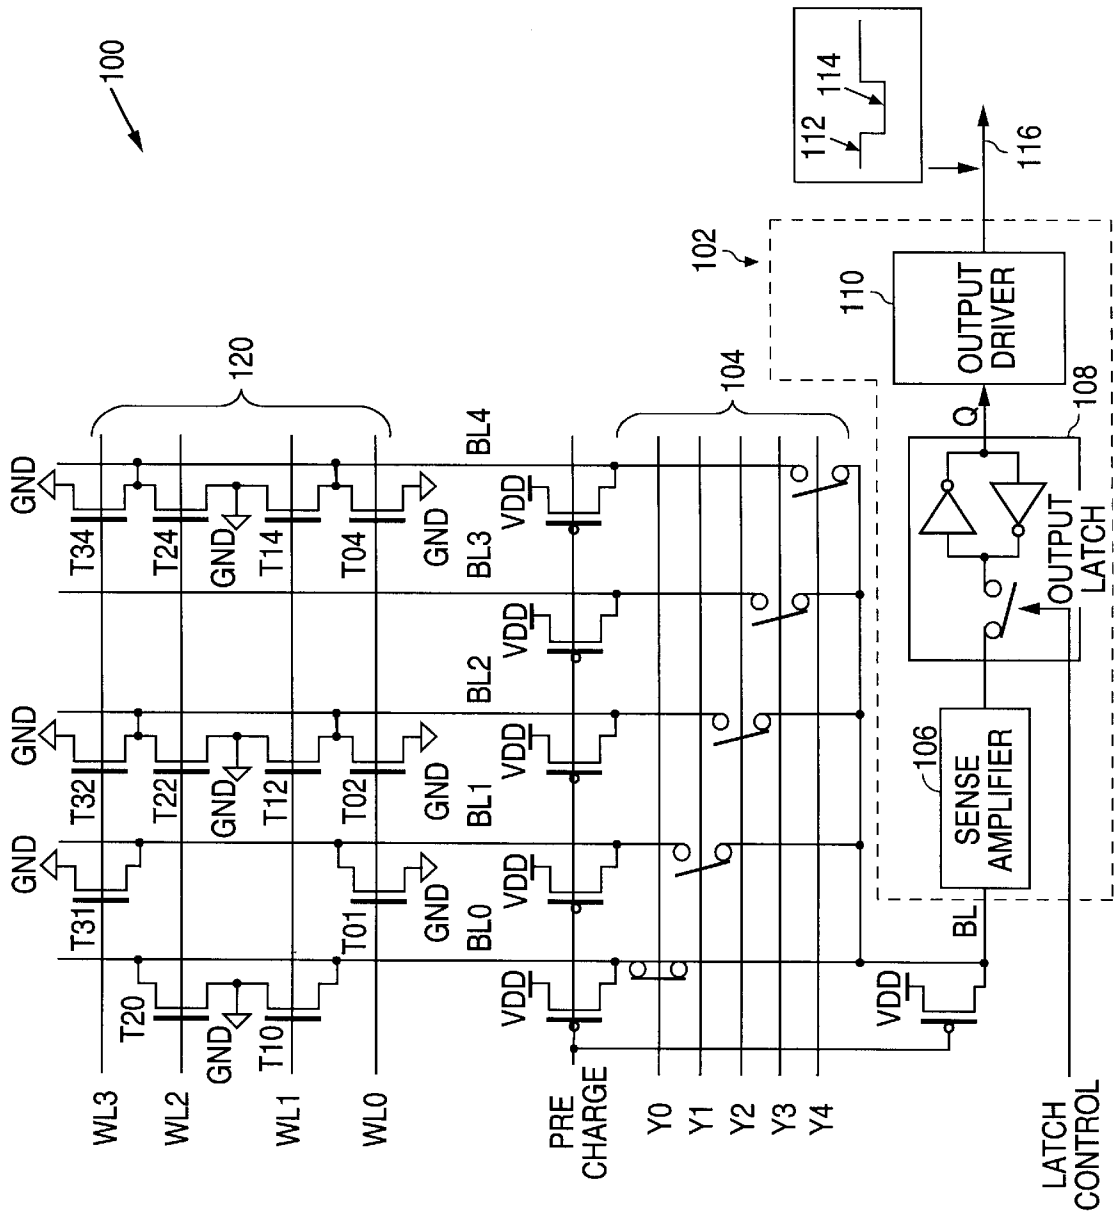 100
120
GND
GND
GND
T34
T32
T31
WL3
T24
T22
T20
WL2
GND
GND
GND
T14
T12
T10
WL1
T04
T02
T01
WL0
GND
GND
GND
BL4
BL3
BL2
BL1
BL0
VDD
VDD
VDD
VDD
VDD
PRE
CHARGE
104
Y0
Y1
Y2
Y3
Y4
VDD
BL
102
106
SENSE
AMPLIFIER
108
OUTPUT
LATCH
Q
110
OUTPUT
DRIVER
112
114
116
LATCH
CONTROL